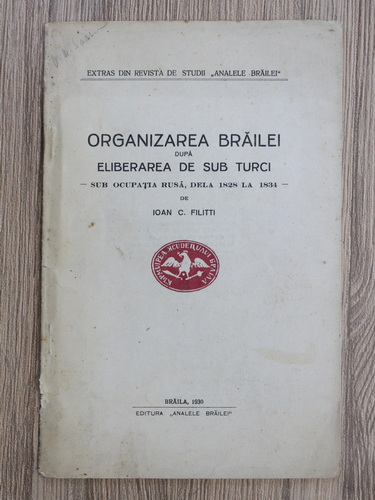 EXTRAS DIN REVISTA DE STUDII „ANALELE BRĂILEI"
ORGANIZAREA BRĂILEI
DUPĂ
ELIBERAREA DE SUB TURCI
— SUB OCUPAȚIA RUSĂ, DELA 1828 LA 1834 —
DE
IOAN C. FILITTI
BRĂILA, 1930
EDITURA „ANALELE BRĂILEI"